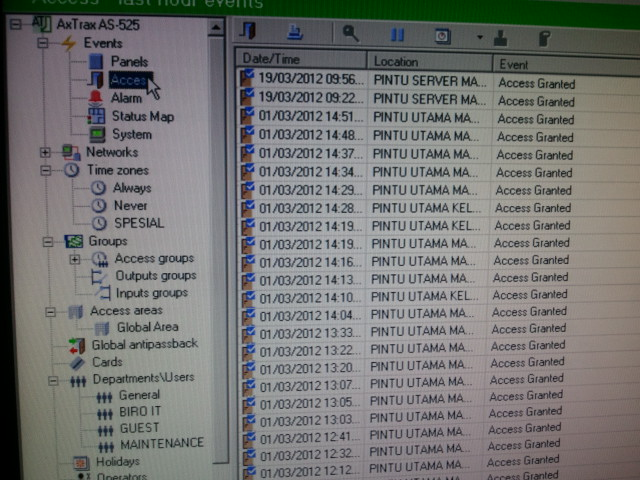 Access - last hour events
AxTrax AS-525
Events
Panels
Access
Alarm
Status Map
System
Networks
Time zones
Always
Never
SPESIAL
Groups
Access groups
Outputs groups
Inputs groups
Access areas
Global Area
Global antipassback
Cards
Departments\Users
General
BIRO IT
GUEST
MAINTENANCE
Holidays
Operators
Date/Time Location Event
19/03/2012 09:56... PINTU SERVER MA... Access Granted
19/03/2012 09:22... PINTU SERVER MA... Access Granted
01/03/2012 14:51... PINTU UTAMA MA... Access Granted
01/03/2012 14:48... PINTU UTAMA MA... Access Granted
01/03/2012 14:37... PINTU UTAMA MA... Access Granted
01/03/2012 14:34... PINTU UTAMA MA... Access Granted
01/03/2012 14:29... PINTU UTAMA MA... Access Granted
01/03/2012 14:28... PINTU UTAMA KEL... Access Granted
01/03/2012 14:19... PINTU UTAMA KEL... Access Granted
01/03/2012 14:19... PINTU UTAMA MA... Access Granted
01/03/2012 14:16... PINTU UTAMA MA... Access Granted
01/03/2012 14:13... PINTU UTAMA MA... Access Granted
01/03/2012 14:10... PINTU UTAMA KEL... Access Granted
01/03/2012 14:04... PINTU UTAMA MA... Access Granted
01/03/2012 13:33... PINTU UTAMA MA... Access Granted
01/03/2012 13:22... PINTU UTAMA MA... Access Granted
01/03/2012 13:20... PINTU UTAMA MA... Access Granted
01/03/2012 13:07... PINTU UTAMA MA... Access Granted
01/03/2012 13:05... PINTU UTAMA MA... Access Granted
01/03/2012 13:03... PINTU UTAMA MA... Access Granted
01/03/2012 12:41... PINTU UTAMA MA... Access Granted
01/03/2012 12:32... PINTU UTAMA MA... Access Granted
01/03/2012 12:12... PINTU UTAMA MA... Access Granted